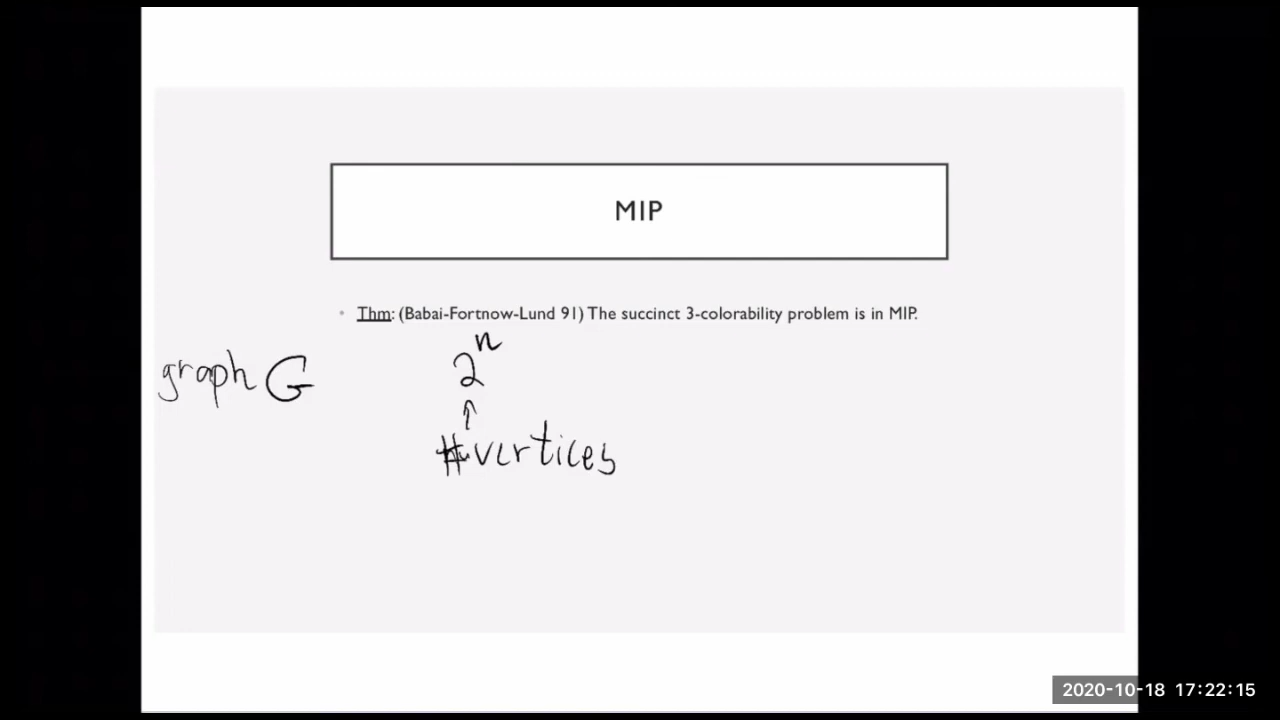 MIP
• Thm: (Babai-Fortnow-Lund 91) The succinct 3-colorability problem is in MIP.
graph G 2^n
↑
#vertices
2020-10-18 17:22:15